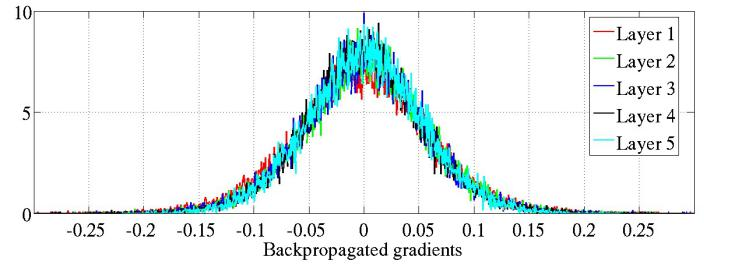 10
5
0
-0.25 -0.2 -0.15 -0.1 -0.05 0 0.05 0.1 0.15 0.2 0.25
Backpropagated gradients
Layer 1
Layer 2
Layer 3
Layer 4
Layer 5